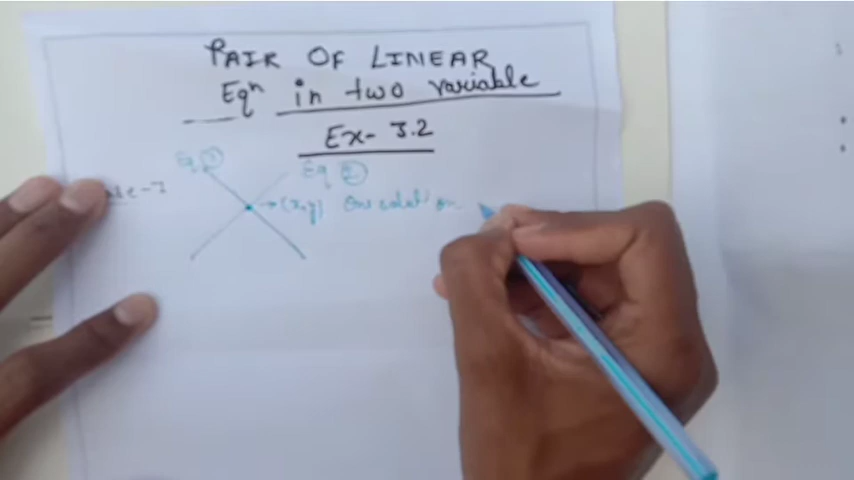 PAIR OF LINEAR
Eqⁿ in two variable
Ex- 3.2
Eq ①
Eq ②
→(x,y) One solution